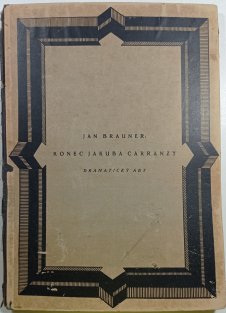 JAN BRAUNER:
KONEC JAKUBA CARRANZY
DRAMATICKÝ AKT